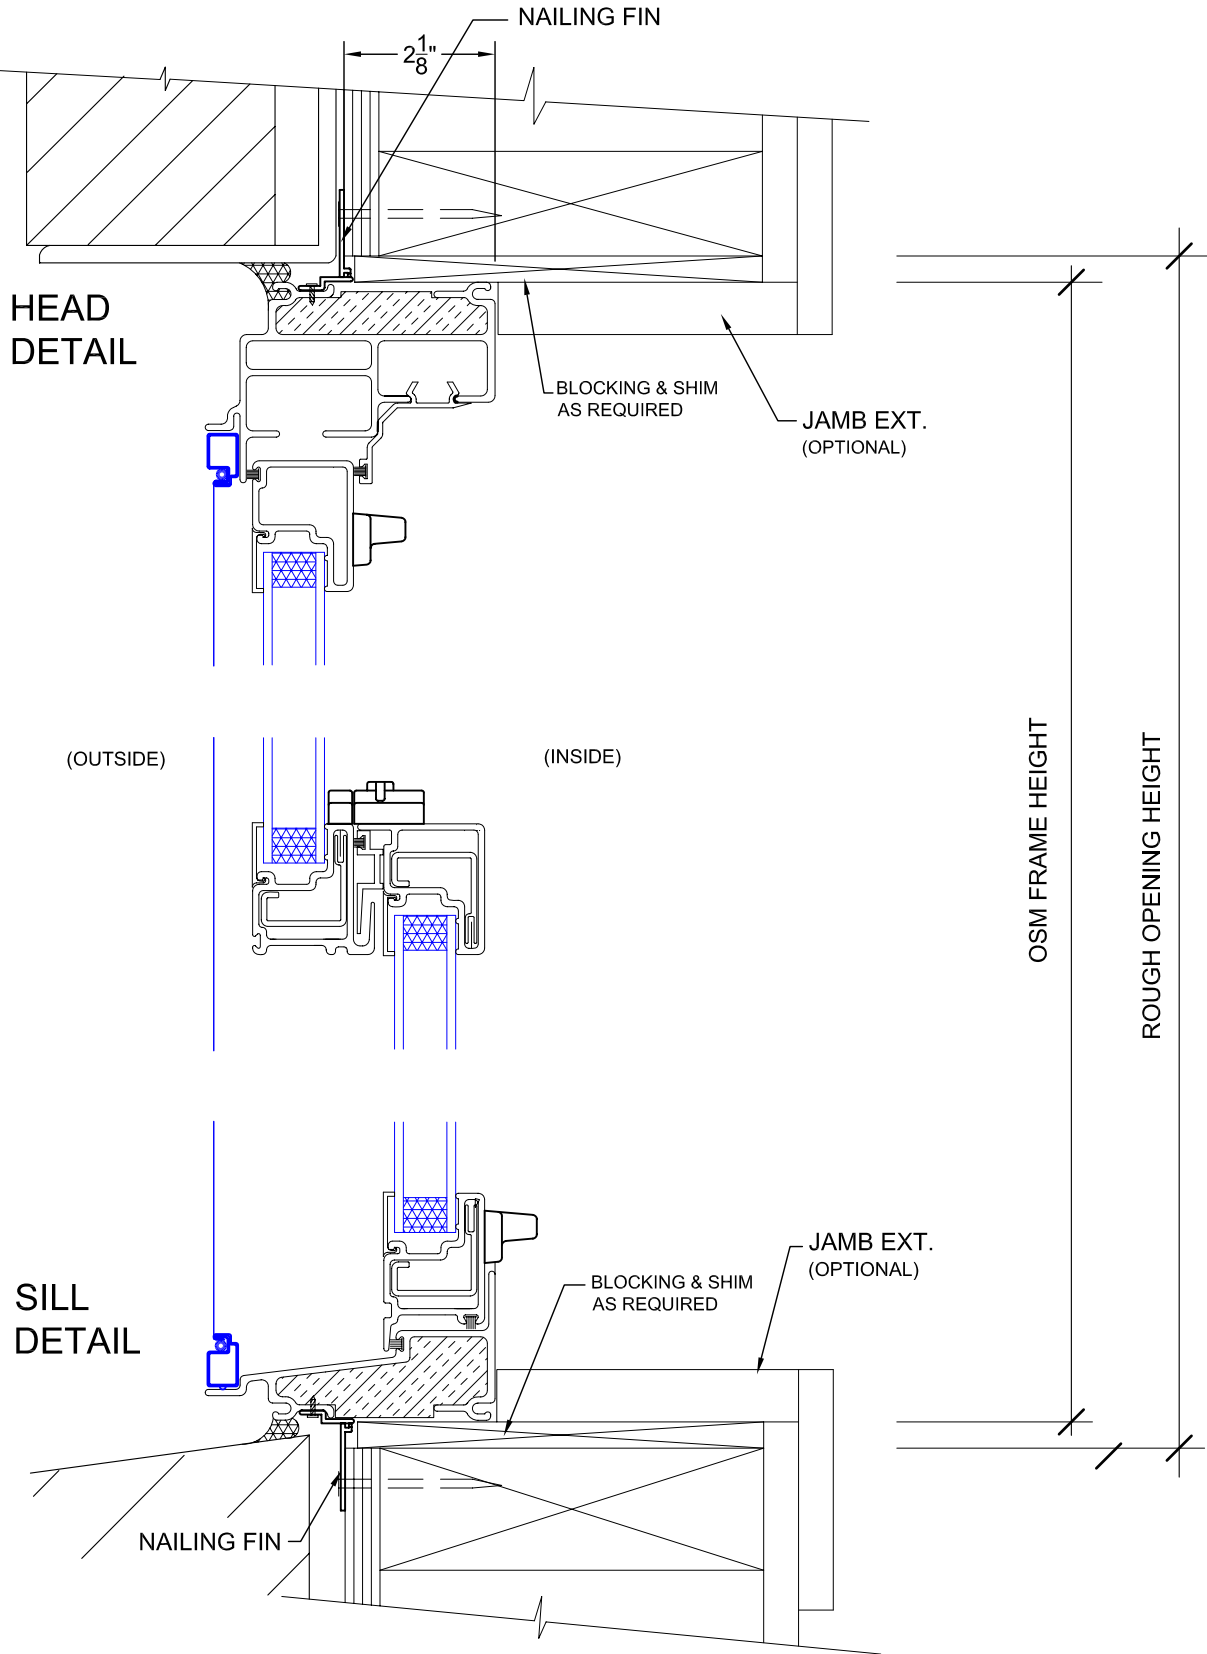 NAILING FIN
2 1/8"
HEAD
DETAIL
BLOCKING & SHIM
AS REQUIRED
JAMB EXT.
(OPTIONAL)
(OUTSIDE)
(INSIDE)
OSM FRAME HEIGHT
ROUGH OPENING HEIGHT
JAMB EXT.
(OPTIONAL)
BLOCKING & SHIM
AS REQUIRED
SILL
DETAIL
NAILING FIN